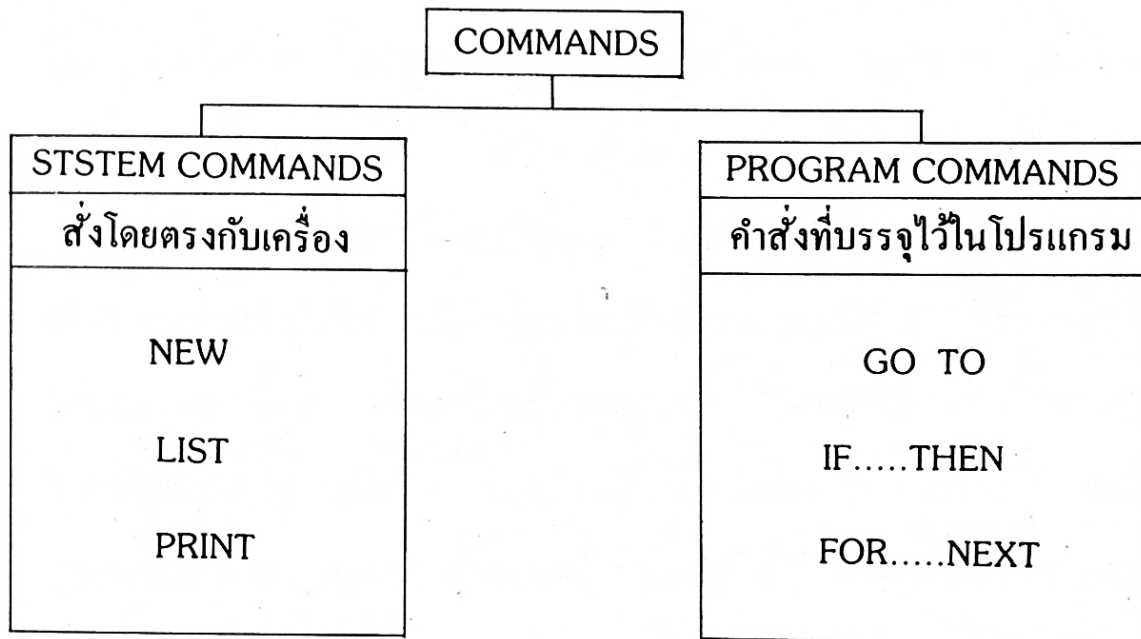 COMMANDS
STSTEM COMMANDS
สั่งโดยตรงกับเครื่อง
NEW
LIST
PRINT
PROGRAM COMMANDS
คำสั่งที่บรรจุไว้ในโปรแกรม
GO TO
IF.....THEN
FOR.....NEXT